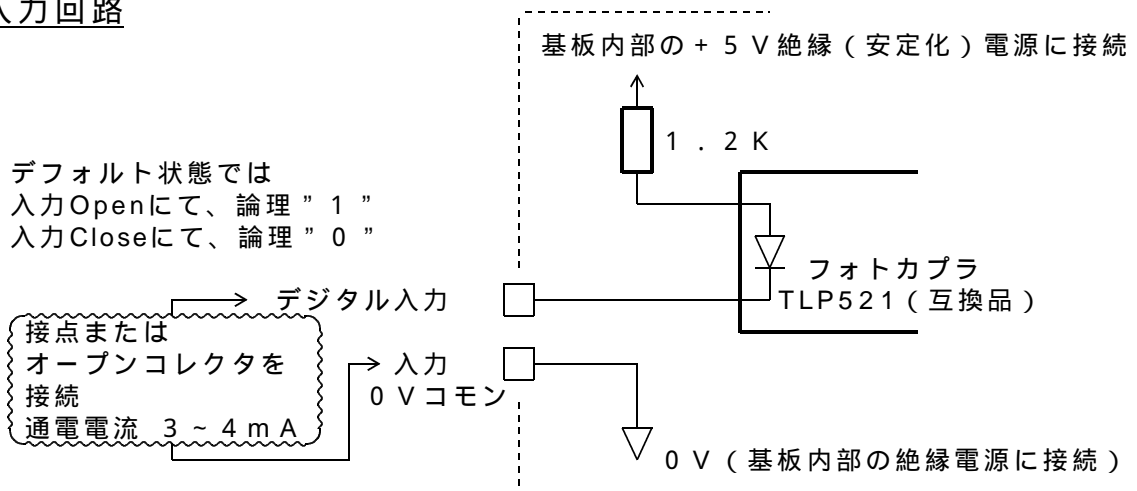 入力回路
基板内部の+5V絶縁(安定化)電源に接続
1.2K
デフォルト状態では
入力Openにて、論理”1”
入力Closeにて、論理”0”
フォトカプラ
TLP521(互換品)
デジタル入力
接点または
オープンコレクタを
接続
通電電流 3~4mA
入力
0Vコモン
0V(基板内部の絶縁電源に接続)